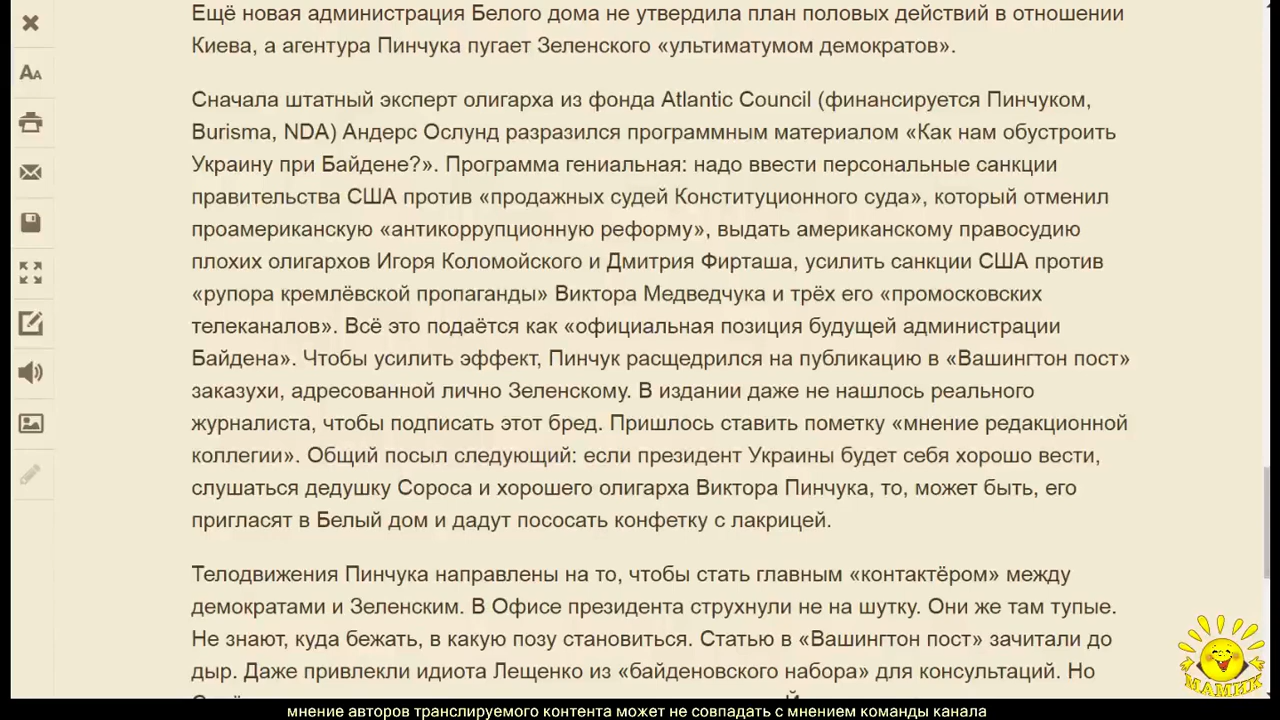 Ещё новая администрация Белого дома не утвердила план половых действий в отношении
Киева, а агентура Пинчука пугает Зеленского «ультиматумом демократов».
Сначала штатный эксперт олигарха из фонда Atlantic Council (финансируется Пинчуком,
Burisma, NDA) Андерс Ослунд разразился программным материалом «Как нам обустроить
Украину при Байдене?». Программа гениальная: надо ввести персональные санкции
правительства США против «продажных судей Конституционного суда», который отменил
проамериканскую «антикоррупционную реформу», выдать американскому правосудию
плохих олигархов Игоря Коломойского и Дмитрия Фирташа, усилить санкции США против
«рупора кремлёвской пропаганды» Виктора Медведчука и трёх его «промосковских
телеканалов». Всё это подаётся как «официальная позиция будущей администрации
Байдена». Чтобы усилить эффект, Пинчук расщедрился на публикацию в «Вашингтон пост»
заказухи, адресованной лично Зеленскому. В издании даже не нашлось реального
журналиста, чтобы подписать этот бред. Пришлось ставить пометку «мнение редакционной
коллегии». Общий посыл следующий: если президент Украины будет себя хорошо вести,
слушаться дедушку Сороса и хорошего олигарха Виктора Пинчука, то, может быть, его
пригласят в Белый дом и дадут пососать конфетку с лакрицей.
Телодвижения Пинчука направлены на то, чтобы стать главным «контактёром» между
демократами и Зеленским. В Офисе президента струхнули не на шутку. Они же там тупые.
Не знают, куда бежать, в какую позу становиться. Статью в «Вашингтон пост» зачитали до
дыр. Даже привлекли идиота Лещенко из «байденовского набора» для консультаций. Но
МАМИК
мнение авторов транслируемого контента может не совпадать с мнением команды канала